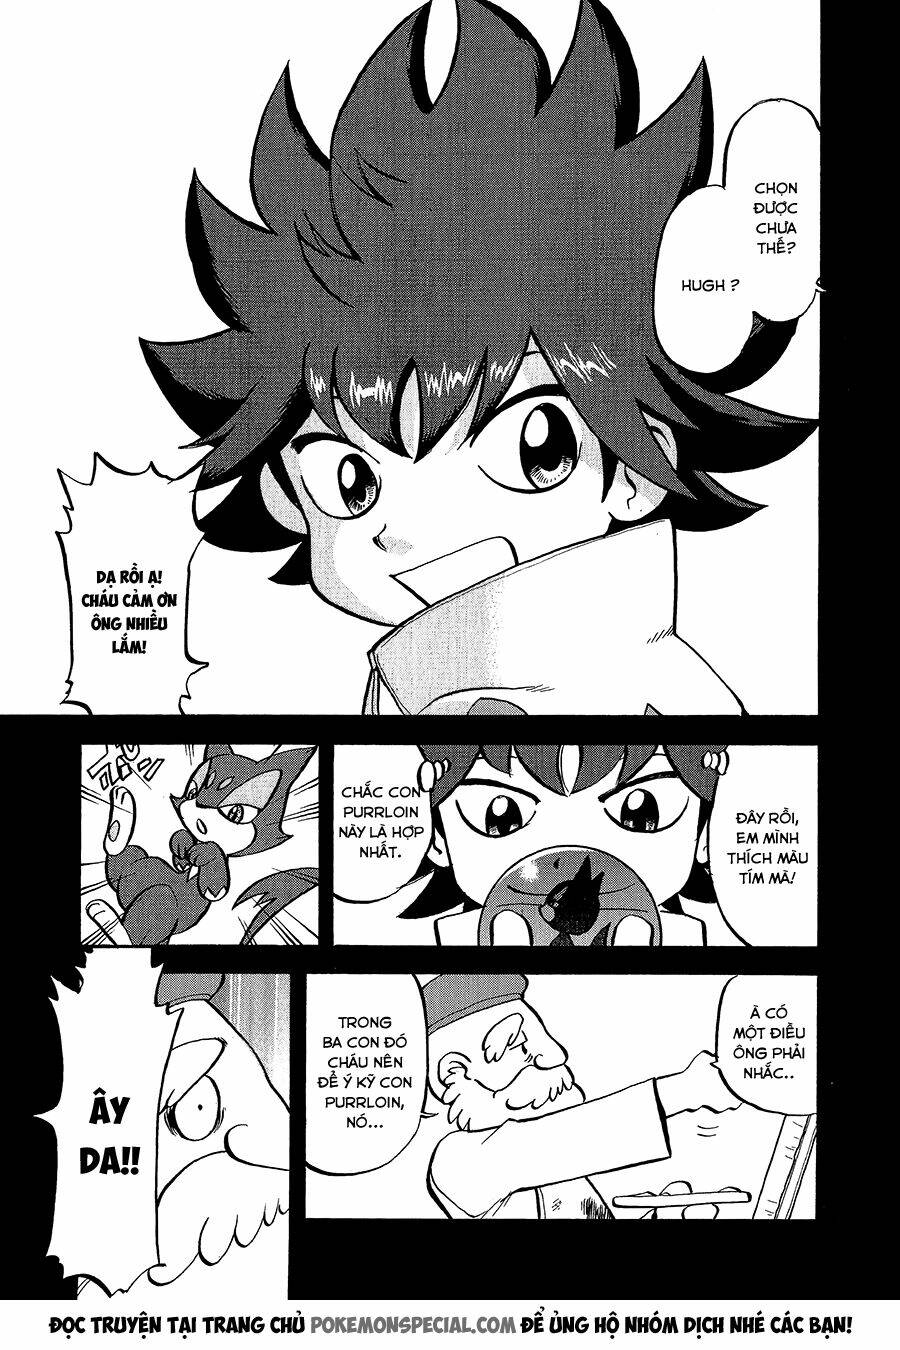 CHỌN
ĐƯỢC
CHƯA
THẾ?
HUGH ?
DẠ RỒI Ạ!
CHÁU CẢM ƠN
ÔNG NHIỀU
LẮM!
ĐÂY RỒI,
EM MÌNH
THÍCH MÀU
TÍM MÀ!
CHẮC CON
PURRLOIN
NÀY LÀ HỢP
NHẤT.
À CÓ
MỘT ĐIỀU
ÔNG PHẢI
NHẮC..
TRONG
BA CON ĐÓ
CHÁU NÊN
ĐỂ Ý KỸ CON
PURRLOIN,
NÓ...
ÂY
DA!!
ĐỌC TRUYỆN TẠI TRANG CHỦ POKEMONSPECIAL.COM ĐỂ ỦNG HỘ NHÓM DỊCH NHÉ CÁC BẠN!